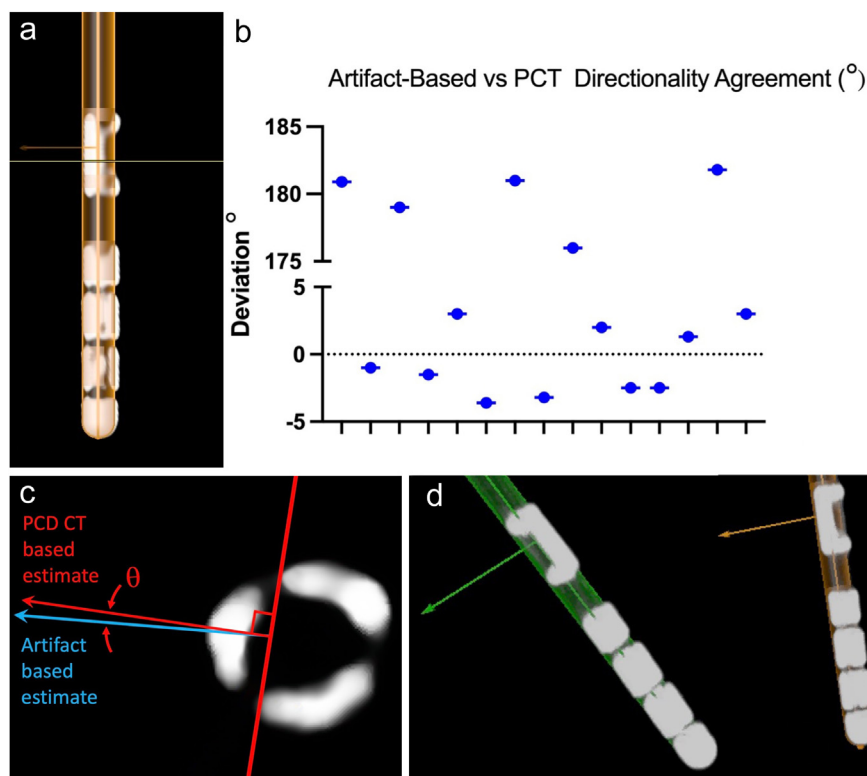 a
b
Artifact-Based vs PCT  Directionality Agreement (°)
Deviation °
185
180
175
5
0
-5
c
PCD CT
based
estimate
θ
Artifact
based
estimate
d